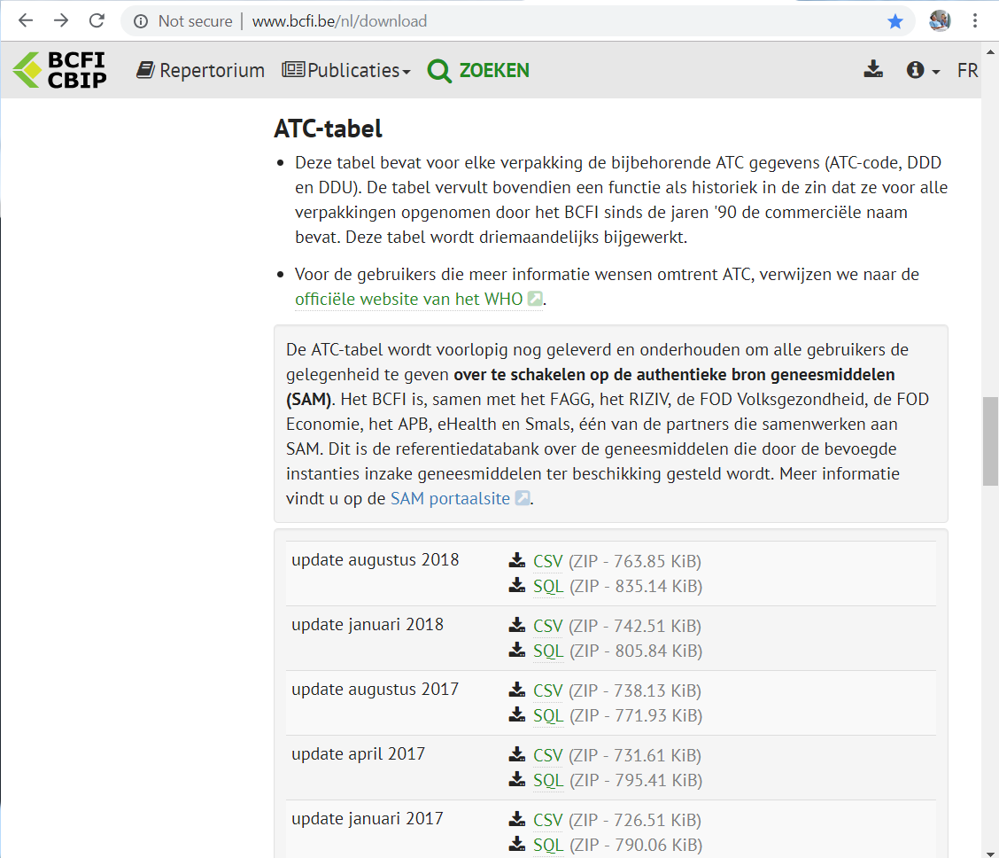 Not secure | www.bcfi.be/nl/download
BCFI
CBIP
Repertorium
Publicaties
ZOEKEN
FR
ATC-tabel
• Deze tabel bevat voor elke verpakking de bijbehorende ATC gegevens (ATC-code, DDD
en DDU). De tabel vervult bovendien een functie als historiek in de zin dat ze voor alle
verpakkingen opgenomen door het BCFI sinds de jaren '90 de commerciële naam
bevat. Deze tabel wordt driemaandelijks bijgewerkt.
• Voor de gebruikers die meer informatie wensen omtrent ATC, verwijzen we naar de
officiële website van het WHO.
De ATC-tabel wordt voorlopig nog geleverd en onderhouden om alle gebruikers de
gelegenheid te geven over te schakelen op de authentieke bron geneesmiddelen
(SAM). Het BCFI is, samen met het FAGG, het RIZIV, de FOD Volksgezondheid, de FOD
Economie, het APB, eHealth en Smals, één van de partners die samenwerken aan
SAM. Dit is de referentiedatabank over de geneesmiddelen die door de bevoegde
instanties inzake geneesmiddelen ter beschikking gesteld wordt. Meer informatie
vindt u op de SAM portaalsite.
update augustus 2018
CSV (ZIP - 763.85 KiB)
SQL (ZIP - 835.14 KiB)
update januari 2018
CSV (ZIP - 742.51 KiB)
SQL (ZIP - 805.84 KiB)
update augustus 2017
CSV (ZIP - 738.13 KiB)
SQL (ZIP - 771.93 KiB)
update april 2017
CSV (ZIP - 731.61 KiB)
SQL (ZIP - 795.41 KiB)
update januari 2017
CSV (ZIP - 726.51 KiB)
SQL (ZIP - 790.06 KiB)